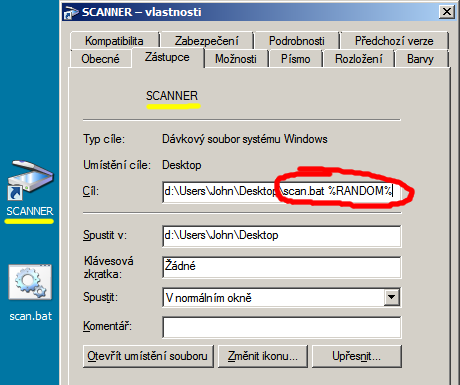 SCANNER – vlastnosti
Kompatibilita Zabezpečení Podrobnosti Předchozí verze
Obecné Zástupce Možnosti Písmo Rozložení Barvy
SCANNER
Typ cíle: Dávkový soubor systému Windows
Umístění cíle: Desktop
Cíl: d:\Users\John\Desktop\scan.bat %RANDOM%
Spustit v: d:\Users\John\Desktop
Klávesová zkratka: Žádné
Spustit: V normálním okně
Komentář:
Otevřít umístění souboru Změnit ikonu... Upřesnit...
SCANNER
scan.bat